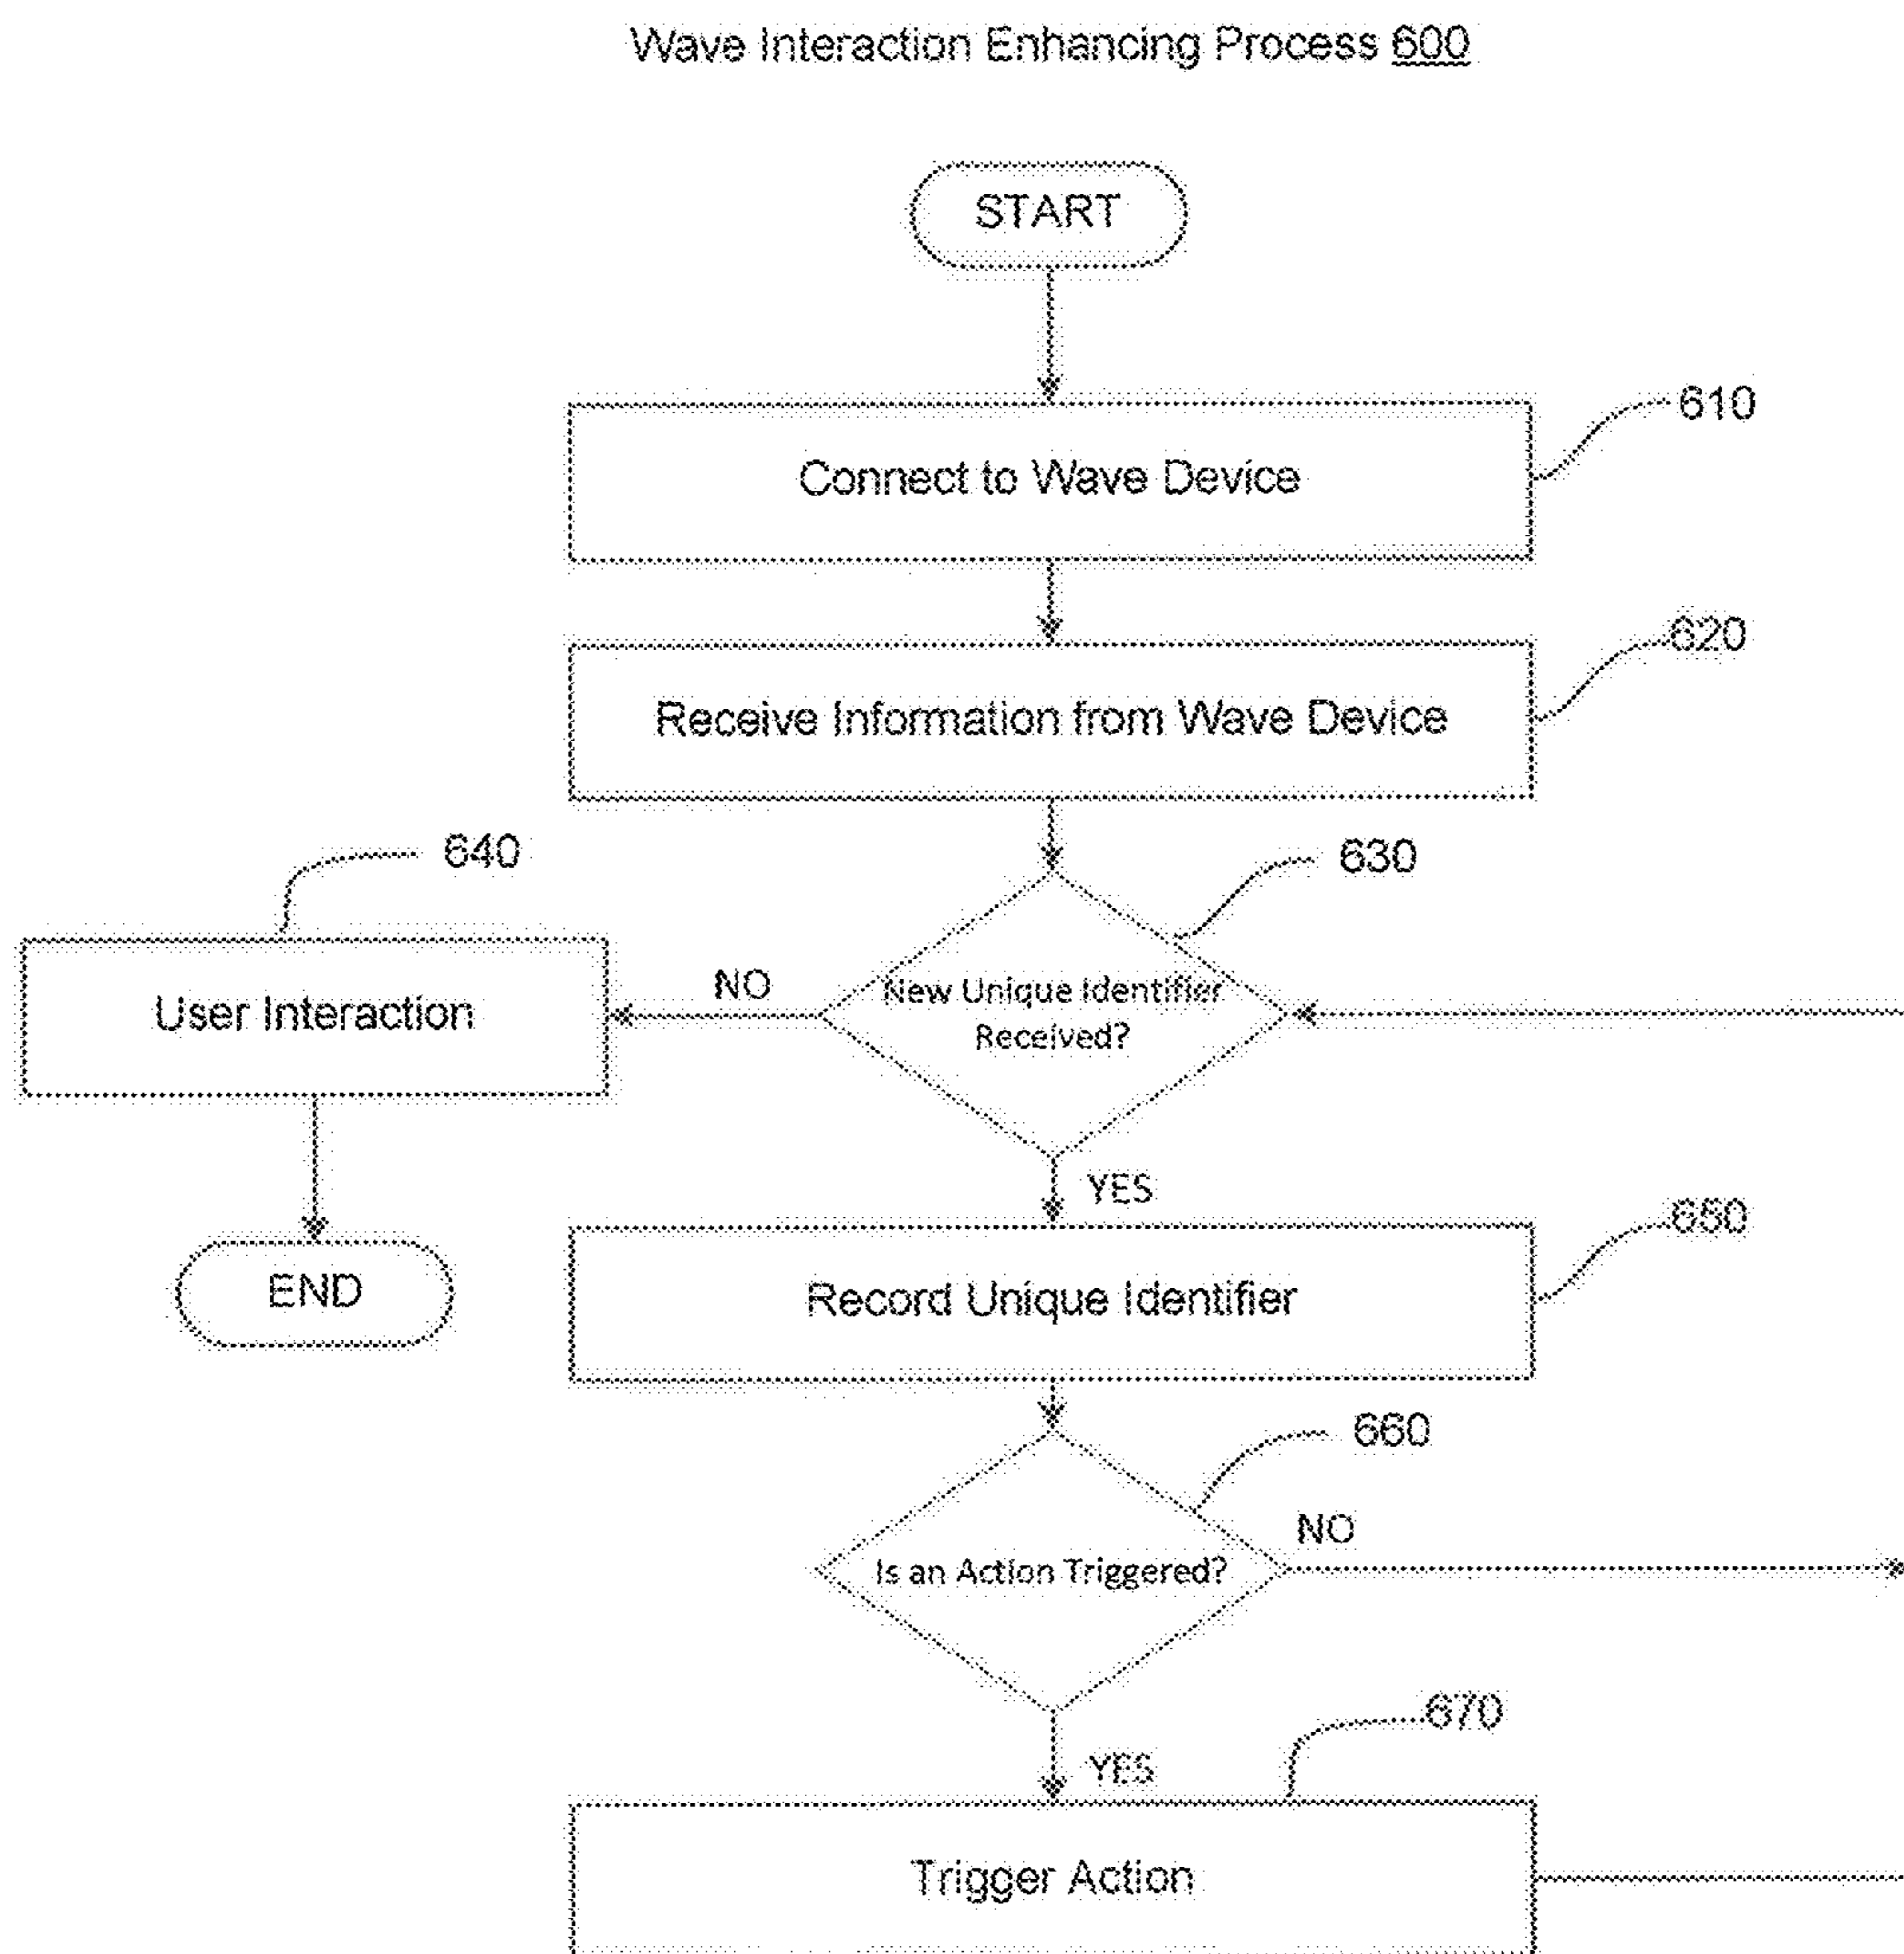 Wave Interaction Enhancing Process 600
START
610
Connect to Wave Device
620
Receive Information from Wave Device
640
630
User Interaction
NO
New Unique Identifier
Received?
YES
END
650
Record Unique Identifier
660
NO
Is an Action Triggered?
670
YES
Trigger Action